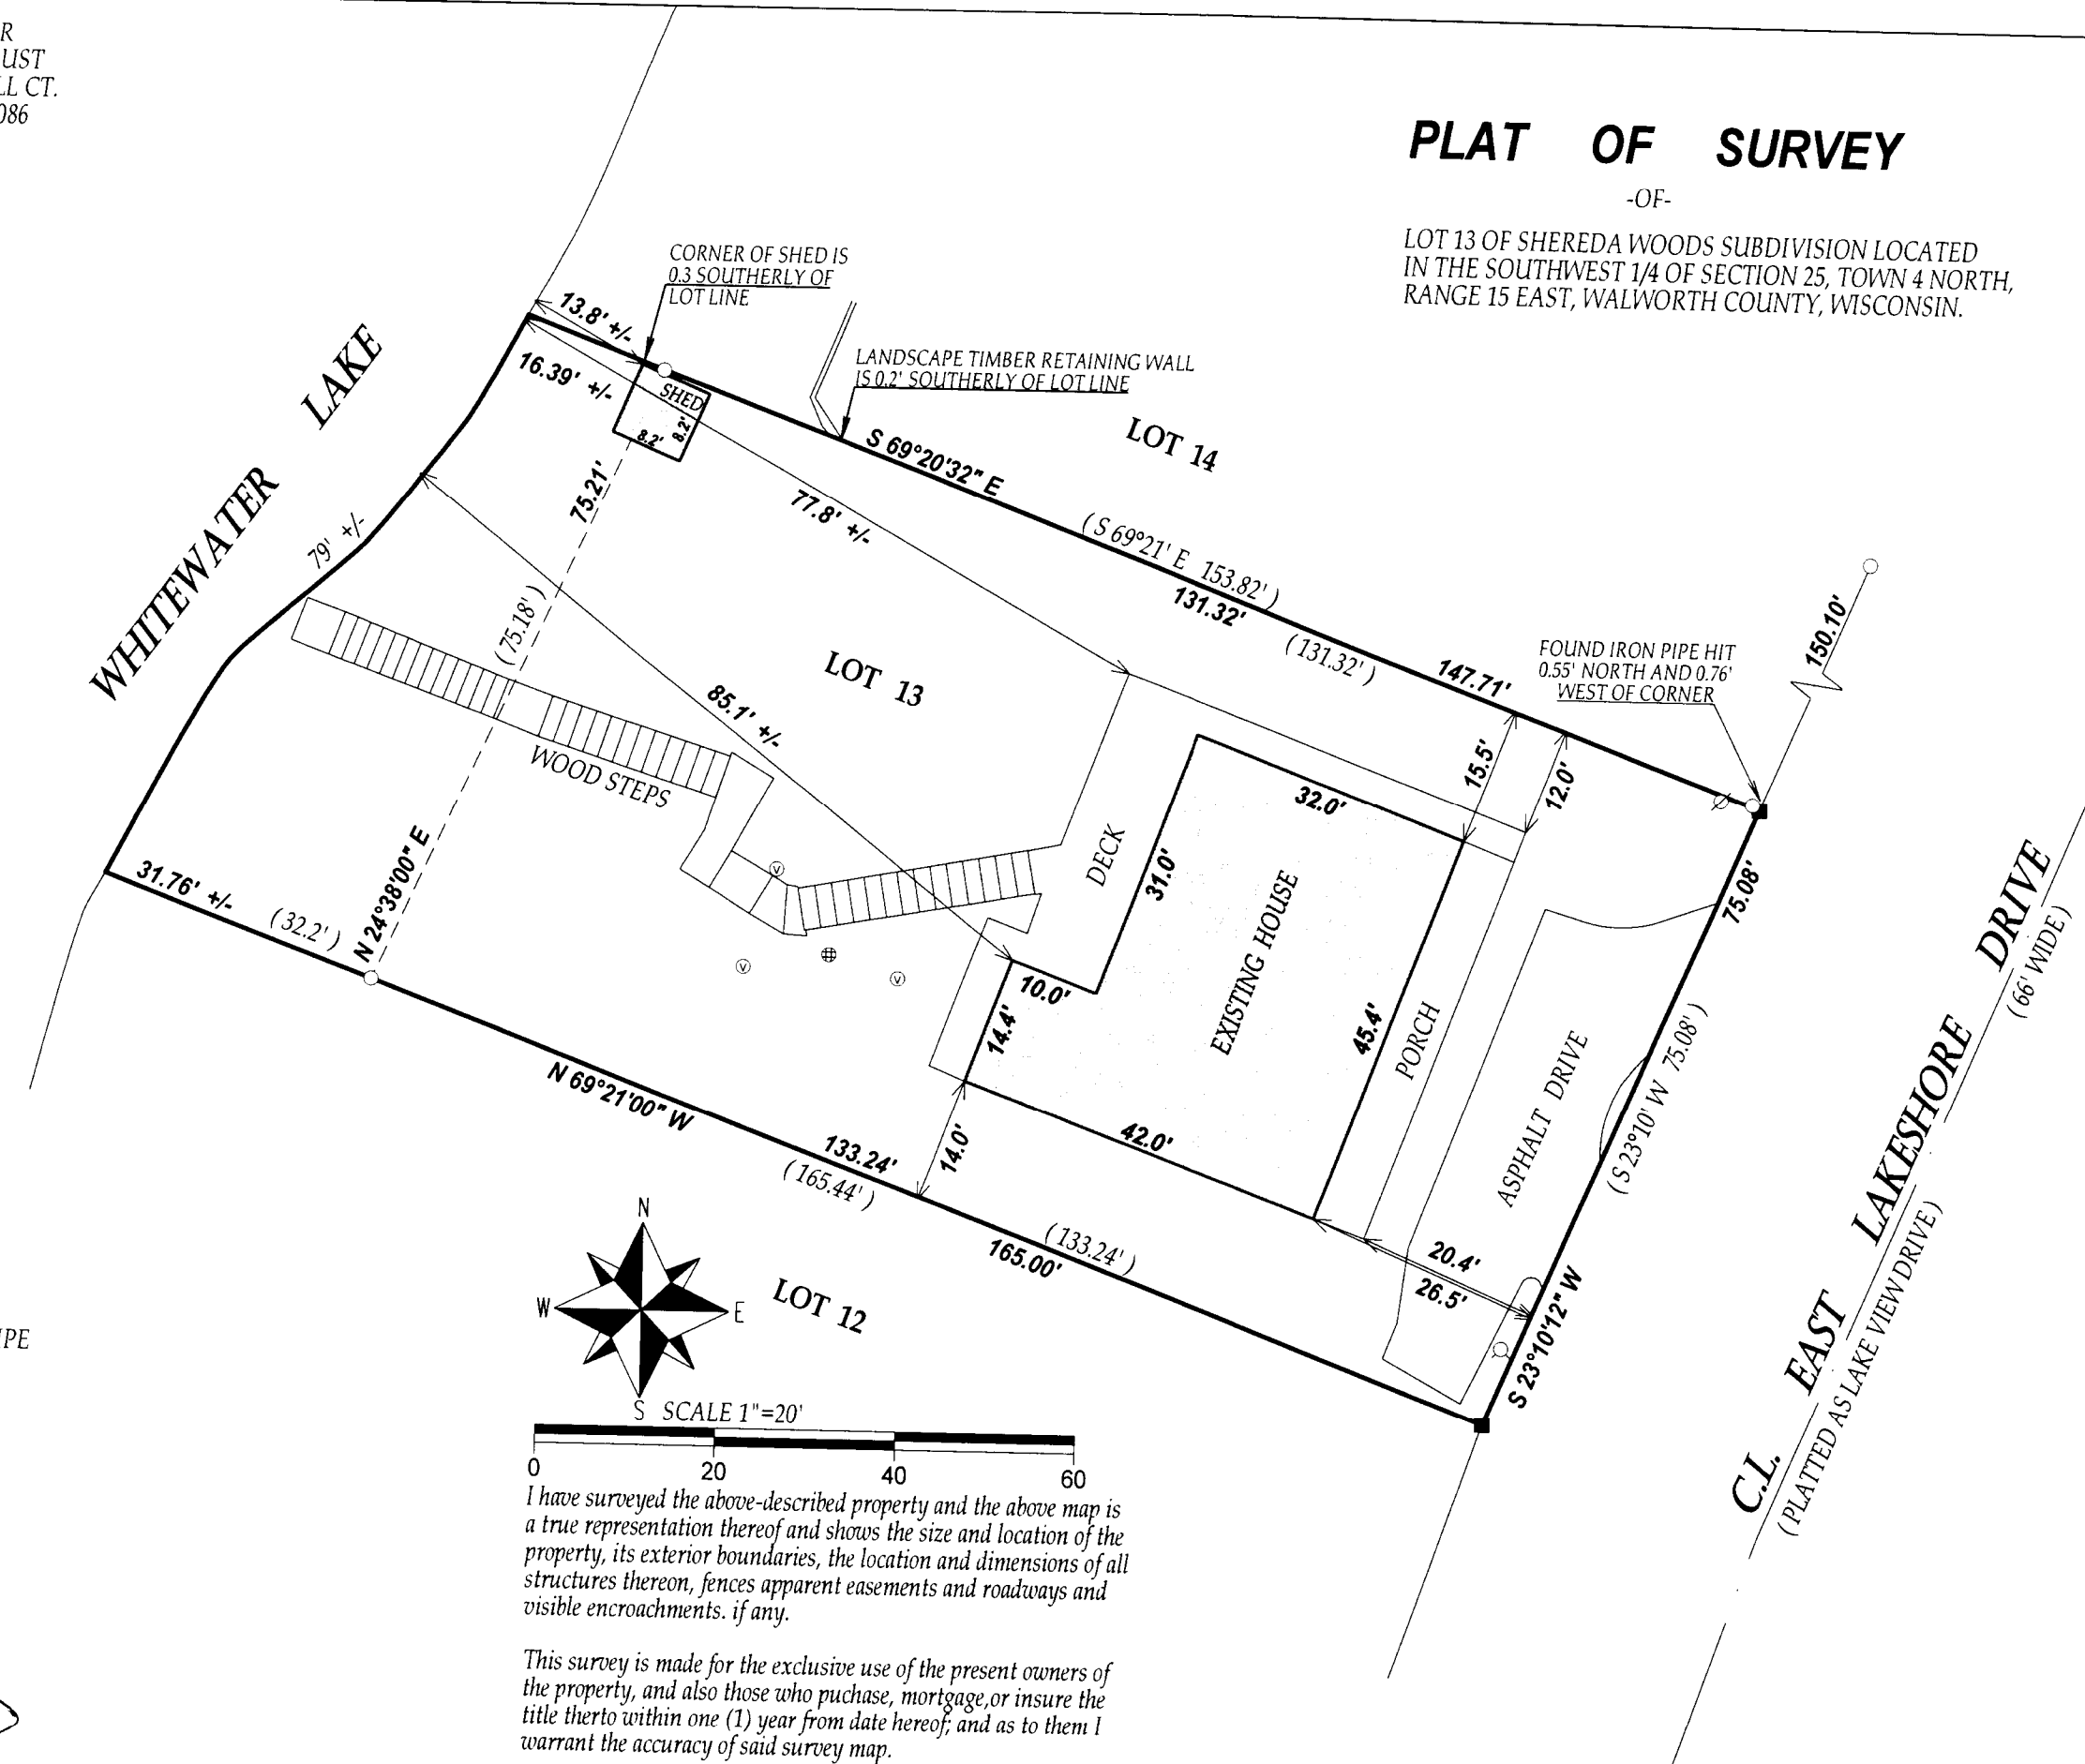 R
UST
LL CT.
086
PLAT OF SURVEY
-OF-
LOT 13 OF SHEREDA WOODS SUBDIVISION LOCATED
IN THE SOUTHWEST 1/4 OF SECTION 25, TOWN 4 NORTH,
RANGE 15 EAST, WALWORTH COUNTY, WISCONSIN.
CORNER OF SHED IS
0.3 SOUTHERLY OF
LOT LINE
13.8' +/-
16.39' +/-
SHED
8.2'
8.2'
LANDSCAPE TIMBER RETAINING WALL
IS 0.2' SOUTHERLY OF LOT LINE
WHITEWATER LAKE
79' +/-
75.21'
(75.18')
N 24°38'00" E
77.8' +/-
85.1' +/-
S 69°20'32" E
(S 69°21' E 153.82')
131.32'
(131.32')
147.71'
LOT 14
LOT 13
FOUND IRON PIPE HIT
0.55' NORTH AND 0.76'
WEST OF CORNER
150.10'
15.5'
12.0'
WOOD STEPS
DECK
32.0'
31.0'
EXISTING HOUSE
45.4'
PORCH
10.0'
14.4'
42.0'
14.0'
V
V
V
ASPHALT DRIVE
75.08'
(S 23°10' W 75.08')
S 23°10'12" W
20.4'
26.5'
31.76' +/-
(32.2')
N 69°21'00" W
133.24'
(165.44')
165.00'
(133.24')
LOT 12
C.L. EAST LAKESHORE DRIVE
(66' WIDE)
(PLATTED AS LAKE VIEW DRIVE)
IPE
N
W
E
S
SCALE 1"=20'
0 20 40 60
I have surveyed the above-described property and the above map is
a true representation thereof and shows the size and location of the
property, its exterior boundaries, the location and dimensions of all
structures thereon, fences apparent easements and roadways and
visible encroachments. if any.
This survey is made for the exclusive use of the present owners of
the property, and also those who puchase, mortgage,or insure the
title therto within one (1) year from date hereof; and as to them I
warrant the accuracy of said survey map.